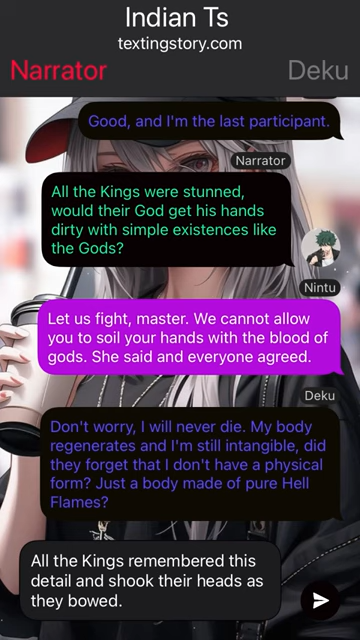 Indian Ts
textingstory.com
Narrator
Deku
Good, and I'm the last participant.
Narrator
All the Kings were stunned,
would their God get his hands
dirty with simple existences like
the Gods?
Nintu
Let us fight, master. We cannot allow
you to soil your hands with the blood of
gods. She said and everyone agreed.
Deku
Don't worry, I will never die. My body
regenerates and I'm still intangible, did
they forget that I don't have a physical
form? Just a body made of pure Hell
Flames?
All the Kings remembered this
detail and shook their heads as
they bowed.